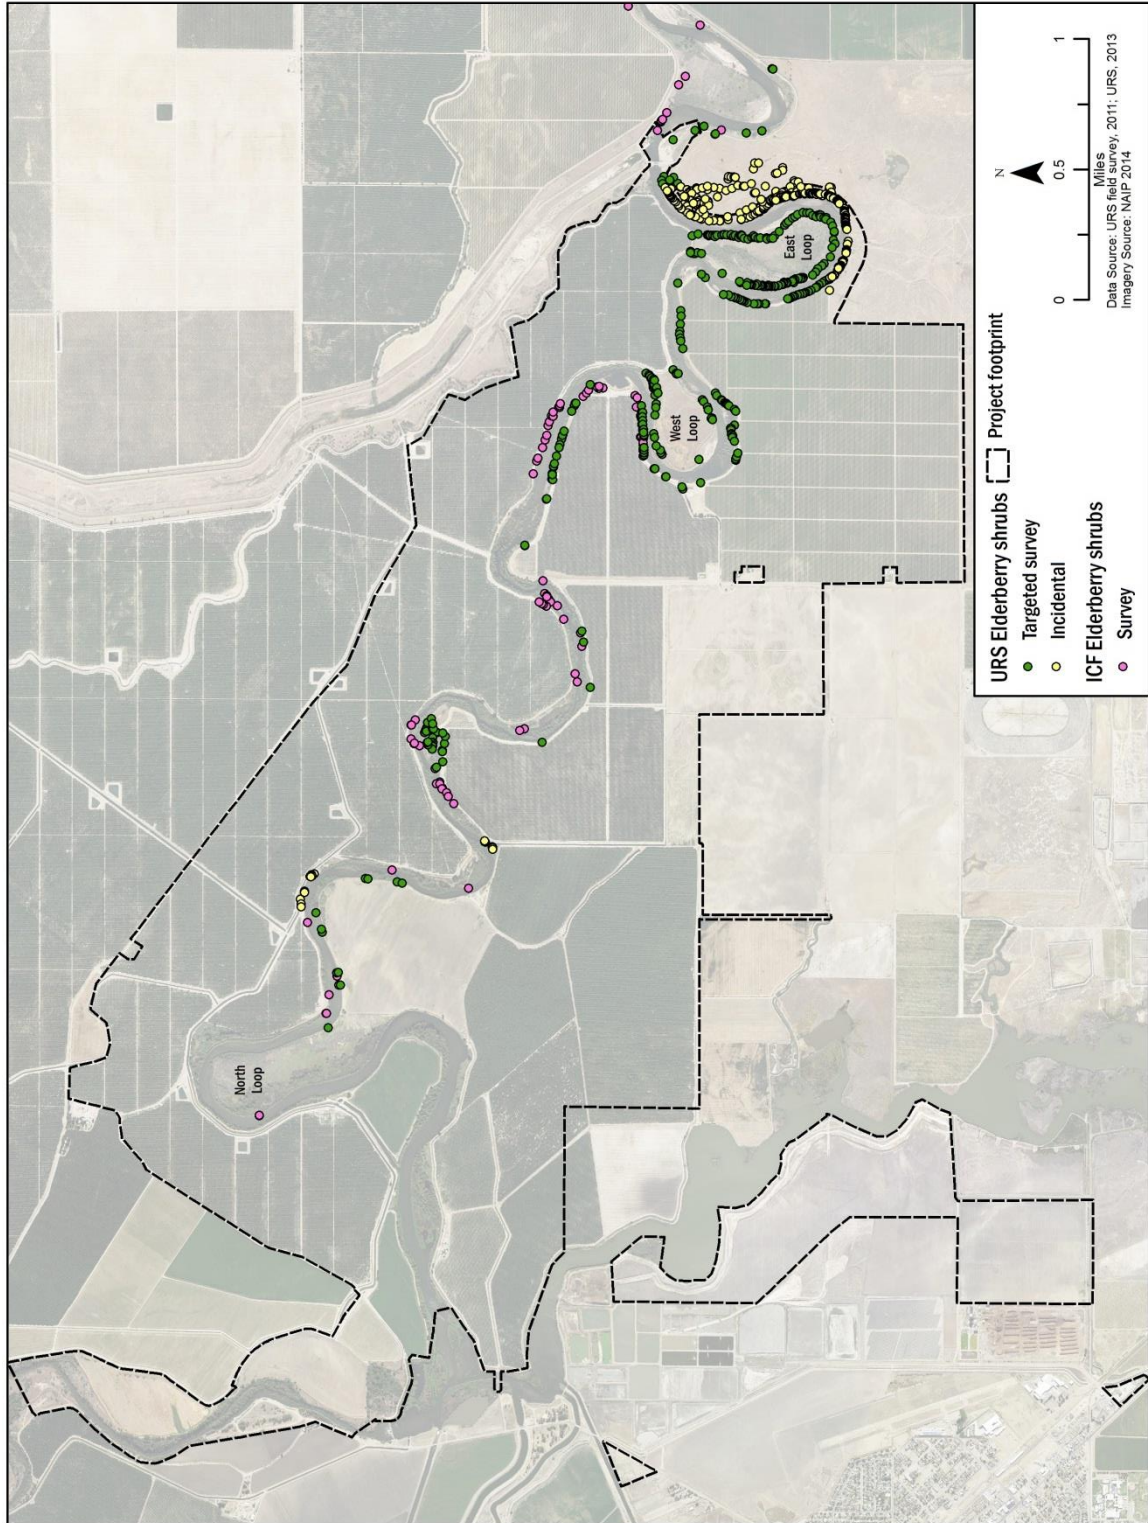 North
Loop
West
Loop
East
Loop
URS Elderberry shrubs
Targeted survey
Incidental
ICF Elderberry shrubs
Survey
Project footprint
N
0 0.5 1
Miles
Data Source: URS field survey, 2011; URS, 2013
Imagery Source: NAIP 2014